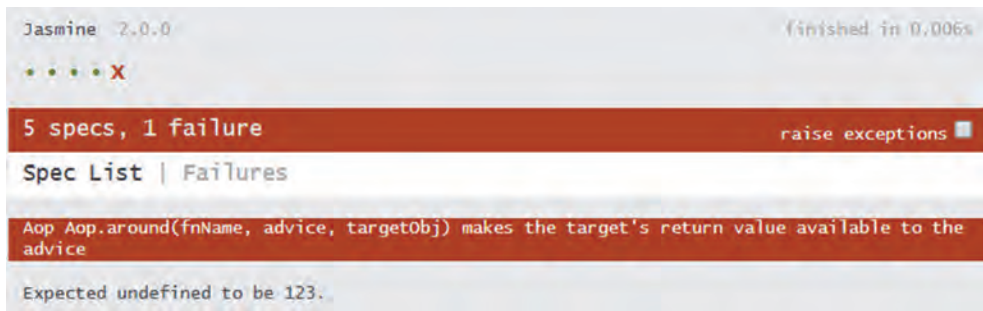 Jasmine 2.0.0 finished in 0.006s
• • • • X
5 specs, 1 failure raise exceptions
Spec List | Failures
Aop Aop.around(fnName, advice, targetObj) makes the target's return value available to the
advice
Expected undefined to be 123.